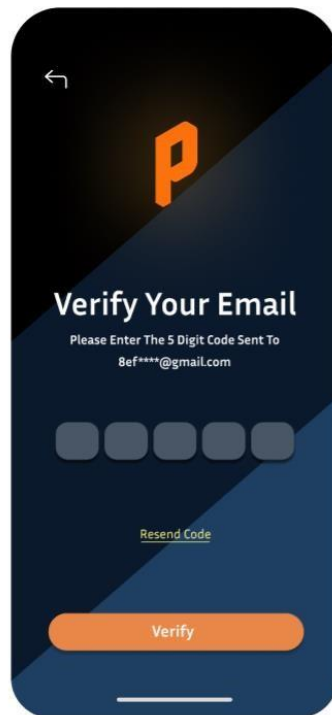 P
Verify Your Email
Please Enter The 5 Digit Code Sent To
8ef****@gmail.com
Resend Code
Verify